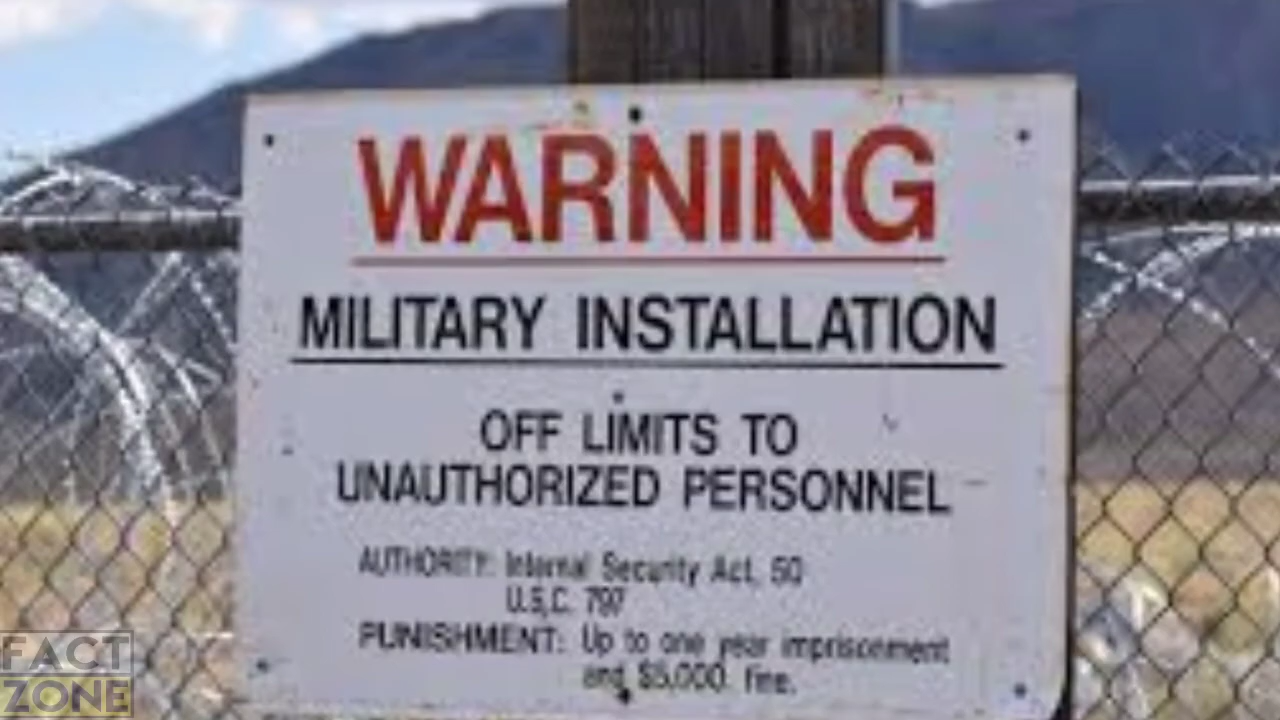 WARNING
MILITARY INSTALLATION
OFF LIMITS TO
UNAUTHORIZED PERSONNEL
AUTHORITY: Internal Security Act, 50
U.S.C. 797
PUNISHMENT: Up to one year imprisonment
and $5,000. fine.
FACT
ZONE